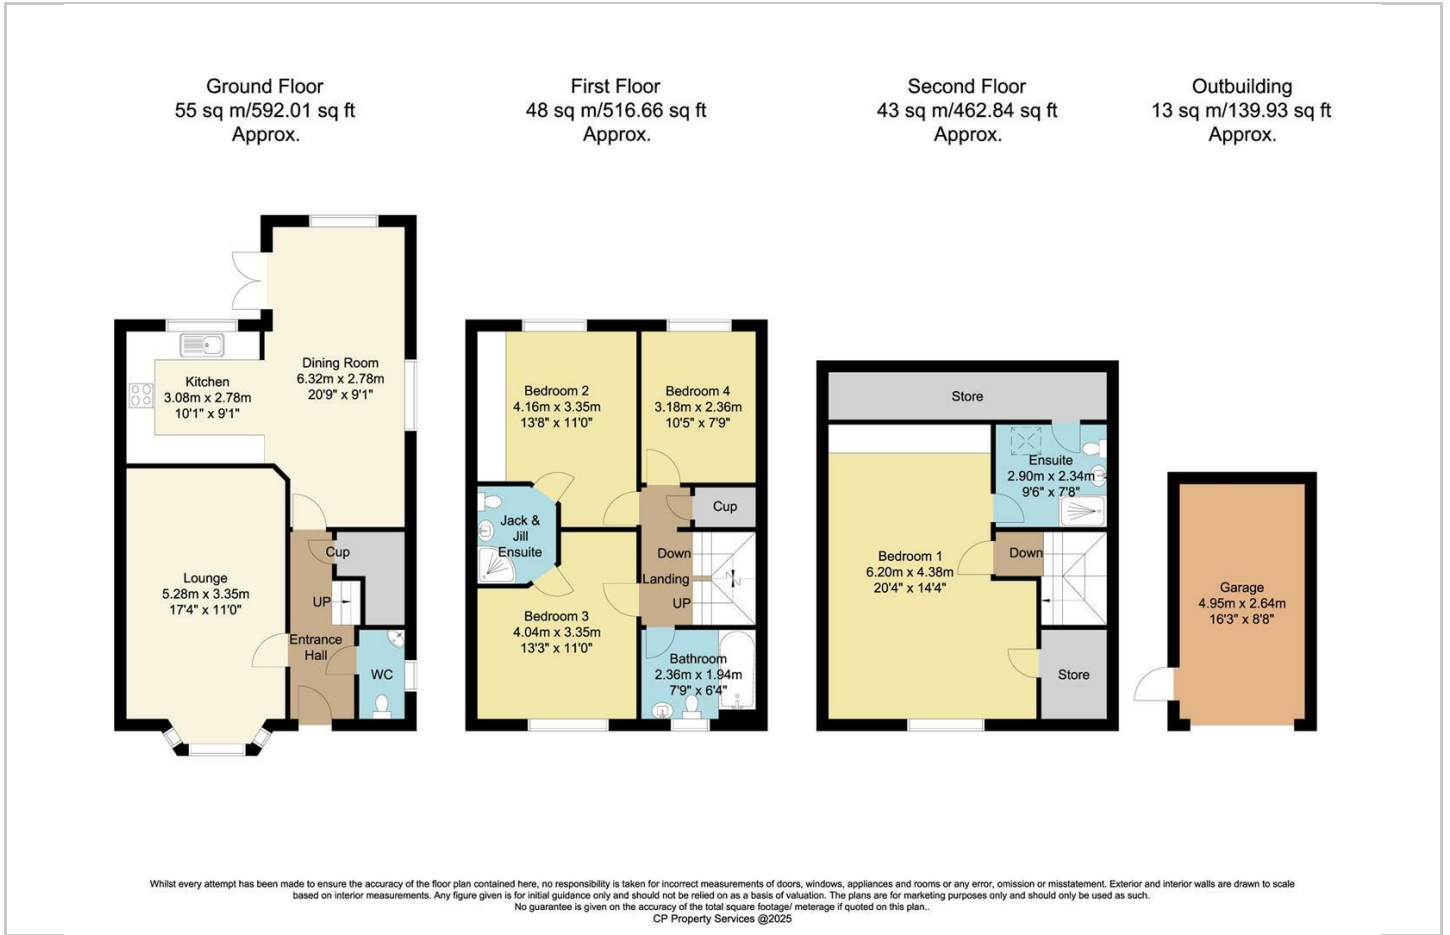 Ground Floor
55 sq m/592.01 sq ft
Approx.
First Floor
48 sq m/516.66 sq ft
Approx.
Second Floor
43 sq m/462.84 sq ft
Approx.
Outbuilding
13 sq m/139.93 sq ft
Approx.
Kitchen
3.08m x 2.78m
10'1" x 9'1"
Dining Room
6.32m x 2.78m
20'9" x 9'1"
Lounge
5.28m x 3.35m
17'4" x 11'0"
Cup
UP
Entrance
Hall
WC
Bedroom 2
4.16m x 3.35m
13'8" x 11'0"
Bedroom 4
3.18m x 2.36m
10'5" x 7'9"
Jack &
Jill
Ensuite
Cup
Down
Landing
UP
Bedroom 3
4.04m x 3.35m
13'3" x 11'0"
Bathroom
2.36m x 1.94m
7'9" x 6'4"
Store
Ensuite
2.90m x 2.34m
9'6" x 7'8"
Bedroom 1
6.20m x 4.38m
20'4" x 14'4"
Down
Store
Garage
4.95m x 2.64m
16'3" x 8'8"
Whilst every attempt has been made to ensure the accuracy of the floor plan contained here, no responsibility is taken for incorrect measurements of doors, windows, appliances and rooms or any error, omission or misstatement. Exterior and interior walls are drawn to scale
based on interior measurements. Any figure given is for initial guidance only and should not be relied on as a basis of valuation. The plans are for marketing purposes only and should only be used as such.
No guarantee is given on the accuracy of the total square footage/ meterage if quoted on this plan..
CP Property Services @2025